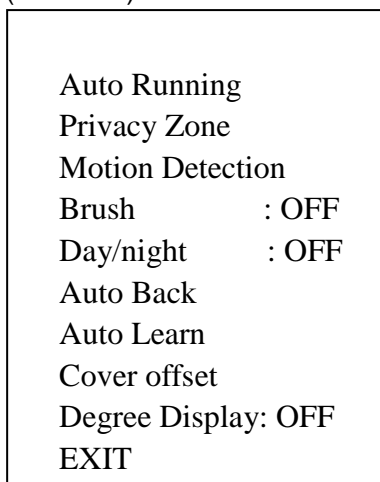 Auto Running
Privacy Zone
Motion Detection
Brush : OFF
Day/night : OFF
Auto Back
Auto Learn
Cover offset
Degree Display: OFF
EXIT